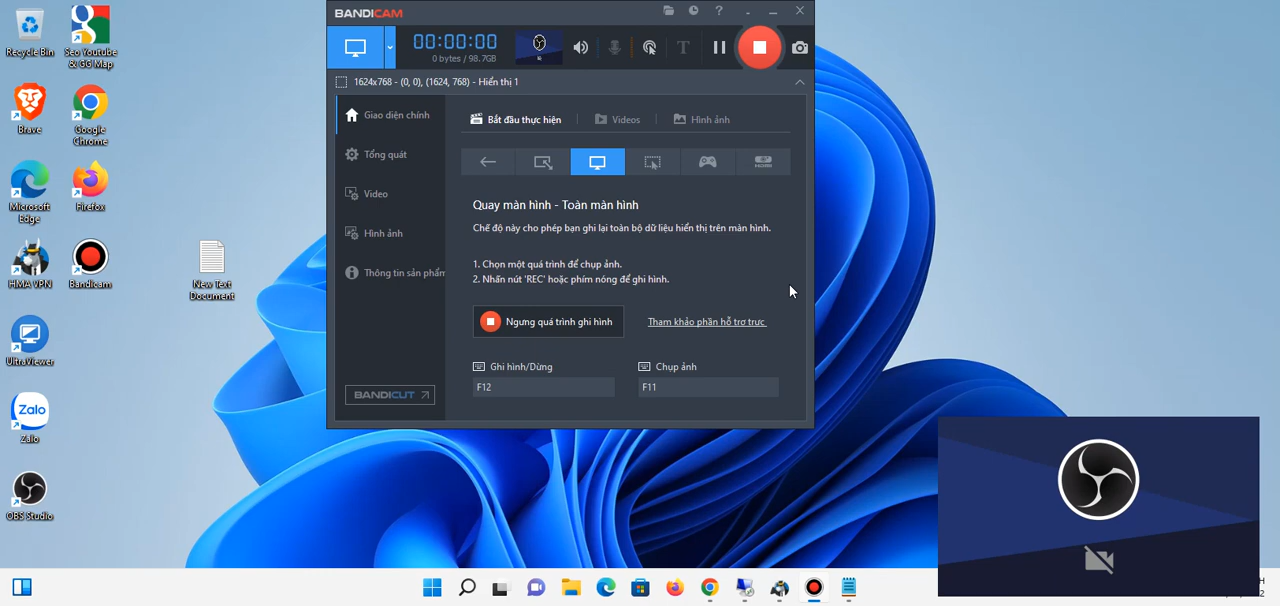 Recycle Bin
Seo Youtube
& GG Map
Brave
Google
Chrome
Microsoft
Edge
Firefox
HMA VPN
Bandicam
New Text
Document
UltraViewer
Zalo
Zalo
OBS Studio
BANDICAM
?
00:00:00
0 bytes / 98.7GB
T
1624x768 - (0, 0), (1624, 768) - Hiển thị 1
Giao diện chính
Tổng quát
Video
Hình ảnh
Thông tin sản phẩm
BANDICUT
Bắt đầu thực hiện
Videos
Hình ảnh
HDMI
Quay màn hình - Toàn màn hình
Chế độ này cho phép bạn ghi lại toàn bộ dữ liệu hiển thị trên màn hình.
1. Chọn một quá trình để chụp ảnh.
2. Nhấn nút 'REC' hoặc phím nóng để ghi hình.
Ngưng quá trình ghi hình
Tham khảo phần hỗ trơ trưc
Ghi hình/Dừng
Chụp ảnh
F12
F11